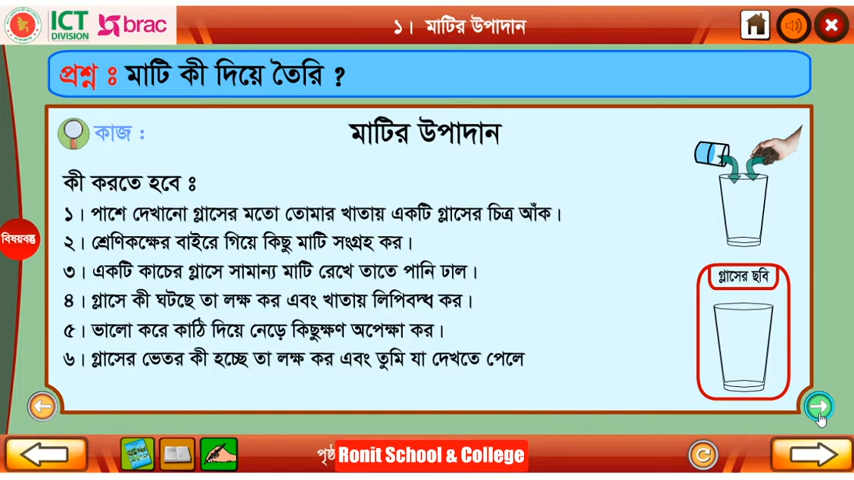 ICT
DIVISION
brac
১। মাটির উপাদান
প্রশ্ন ঃ মাটি কী দিয়ে তৈরি ?
কাজ :
মাটির উপাদান
কী করতে হবে ঃ
১। পাশে দেখানো গ্লাসের মতো তোমার খাতায় একটি গ্লাসের চিত্র আঁক।
২। শ্রেণিকক্ষের বাইরে গিয়ে কিছু মাটি সংগ্রহ কর।
৩। একটি কাচের গ্লাসে সামান্য মাটি রেখে তাতে পানি ঢাল।
৪। গ্লাসে কী ঘটছে তা লক্ষ কর এবং খাতায় লিপিবদ্ধ কর।
৫। ভালো করে কাঠি দিয়ে নেড়ে কিছুক্ষণ অপেক্ষা কর।
৬। গ্লাসের ভেতর কী হচ্ছে তা লক্ষ কর এবং তুমি যা দেখতে পেলে
গ্লাসের ছবি
বিষয়বস্তু
পৃষ্ঠ
Ronit School & College